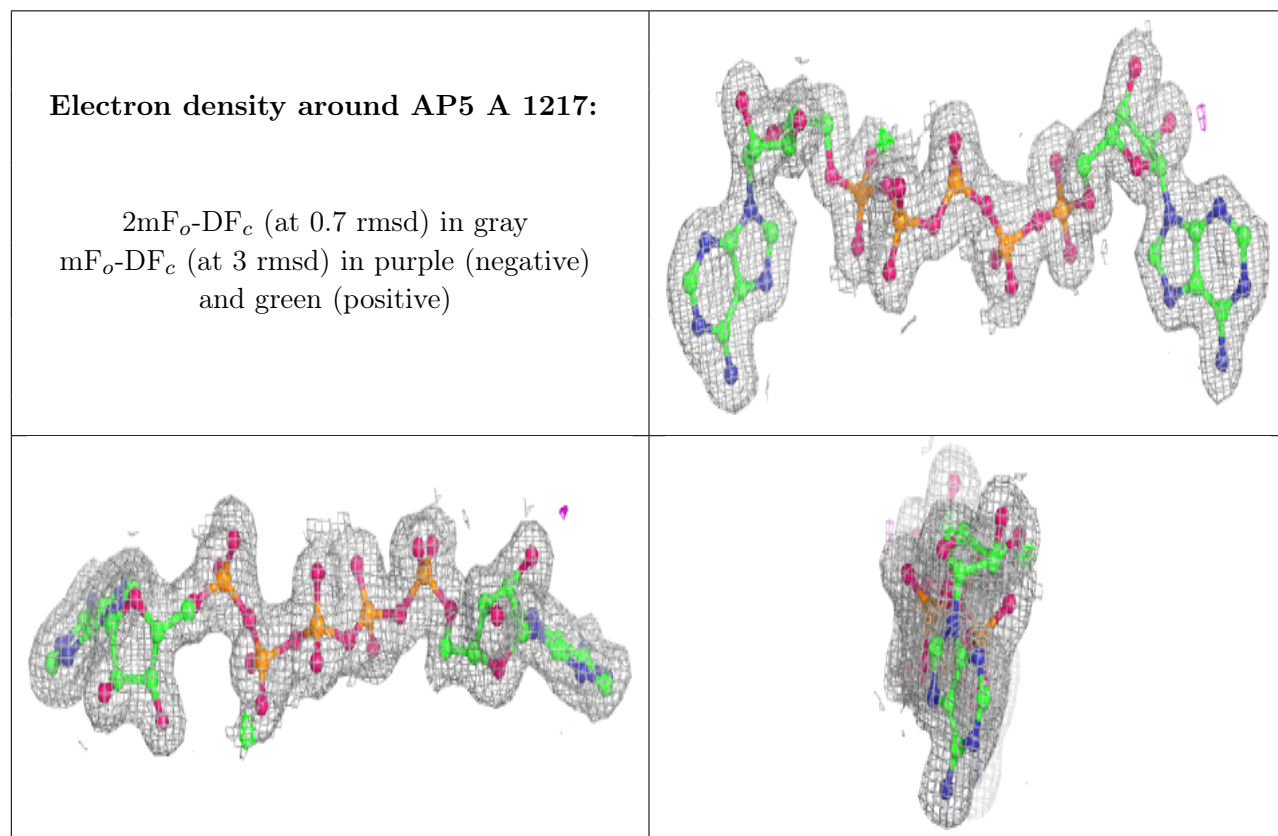 Electron density around AP5 A 1217:
2mFₒ-DF𝒸 (at 0.7 rmsd) in gray
mFₒ-DF𝒸 (at 3 rmsd) in purple (negative)
and green (positive)